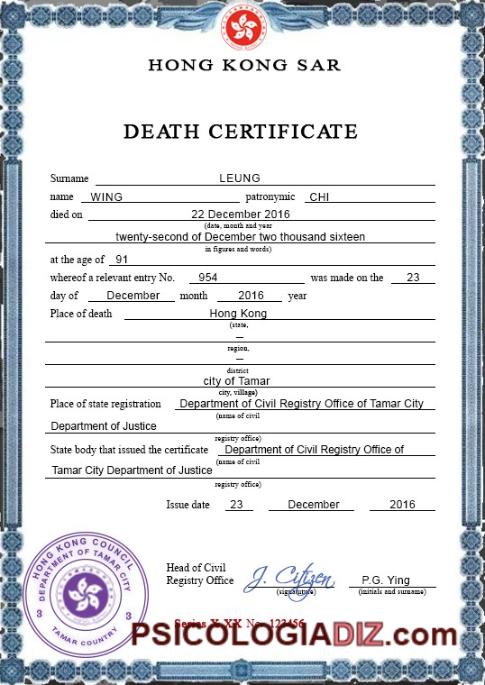 HONG KONG SAR
DEATH CERTIFICATE
Surname LEUNG
name WING patronymic CHI
died on 22 December 2016
(date, month and year
twenty-second of December two thousand sixteen
in figures and words)
at the age of 91
whereof a relevant entry No. 954 was made on the 23
day of December month 2016 year
Place of death Hong Kong
(state,
—
region,
—
district
city of Tamar
city, village)
Place of state registration Department of Civil Registry Office of Tamar City
(name of civil
Department of Justice
registry office)
State body that issued the certificate Department of Civil Registry Office of
(name of civil
Tamar City Department of Justice
registry office)
Issue date 23 December 2016
HONG KONG COUNCIL
DEPARTMENT OF TAMAR CITY
3 3
TAMAR COUNTRY
Head of Civil
Registry Office J. Citizen P.G. Ying
(signature) (initials and surname)
Series X-XX No 123456
PSICOLOGIADIZ.com